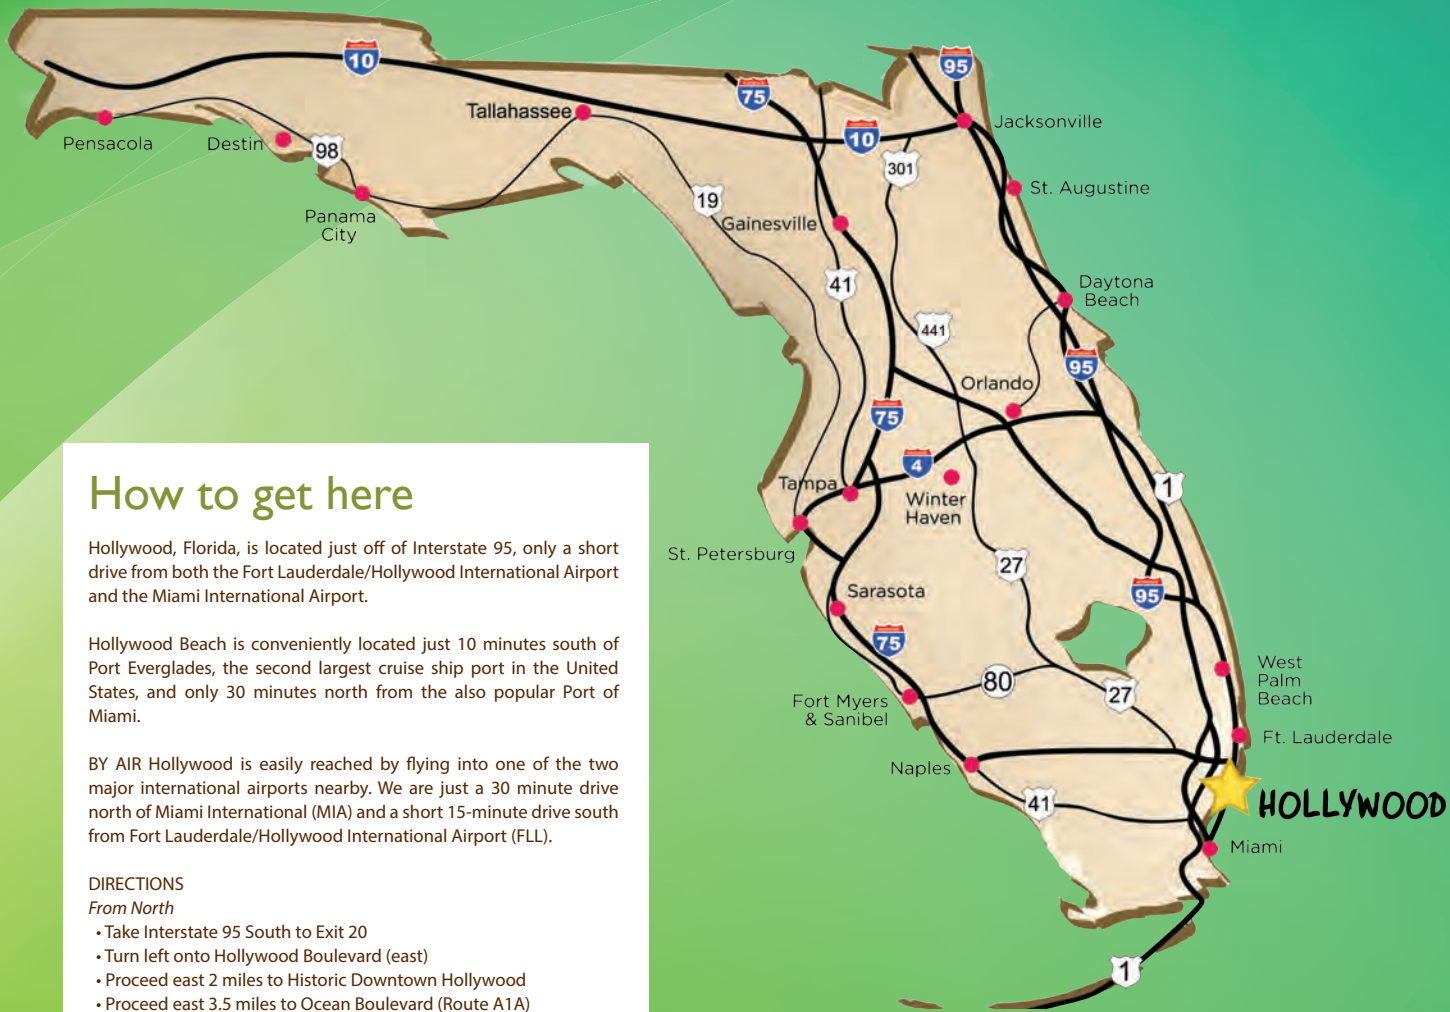 10
75
95
Tallahassee
Jacksonville
10
Pensacola
Destin
98
301
19
St. Augustine
Panama
City
Gainesville
41
Daytona
Beach
441
95
Orlando
75
4
Tampa
Winter
Haven
1
St. Petersburg
27
95
Sarasota
75
80
27
West
Palm
Beach
Fort Myers
& Sanibel
Ft. Lauderdale
Naples
41
HOLLYWOOD
Miami
1
How to get here
Hollywood, Florida, is located just off of Interstate 95, only a short
drive from both the Fort Lauderdale/Hollywood International Airport
and the Miami International Airport.
Hollywood Beach is conveniently located just 10 minutes south of
Port Everglades, the second largest cruise ship port in the United
States, and only 30 minutes north from the also popular Port of
Miami.
BY AIR Hollywood is easily reached by flying into one of the two
major international airports nearby. We are just a 30 minute drive
north of Miami International (MIA) and a short 15-minute drive south
from Fort Lauderdale/Hollywood International Airport (FLL).
DIRECTIONS
From North
• Take Interstate 95 South to Exit 20
• Turn left onto Hollywood Boulevard (east)
• Proceed east 2 miles to Historic Downtown Hollywood
• Proceed east 3.5 miles to Ocean Boulevard (Route A1A)